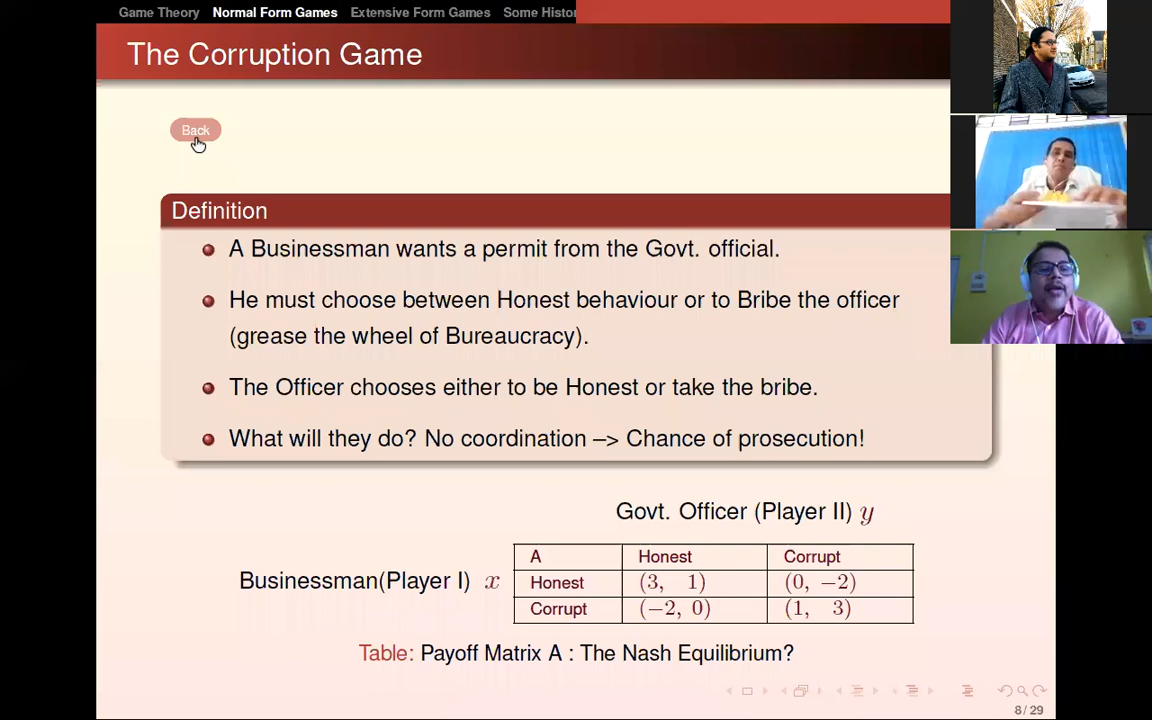 Game Theory Normal Form Games Extensive Form Games Some Histo
The Corruption Game
Back
Definition
A Businessman wants a permit from the Govt. official.
He must choose between Honest behaviour or to Bribe the officer
(grease the wheel of Bureaucracy).
The Officer chooses either to be Honest or take the bribe.
What will they do? No coordination –> Chance of prosecution!
Govt. Officer (Player II) y
Businessman(Player I) x
A Honest Corrupt
Honest (3, 1) (0, −2)
Corrupt (−2, 0) (1, 3)
Table: Payoff Matrix A : The Nash Equilibrium?
8/29